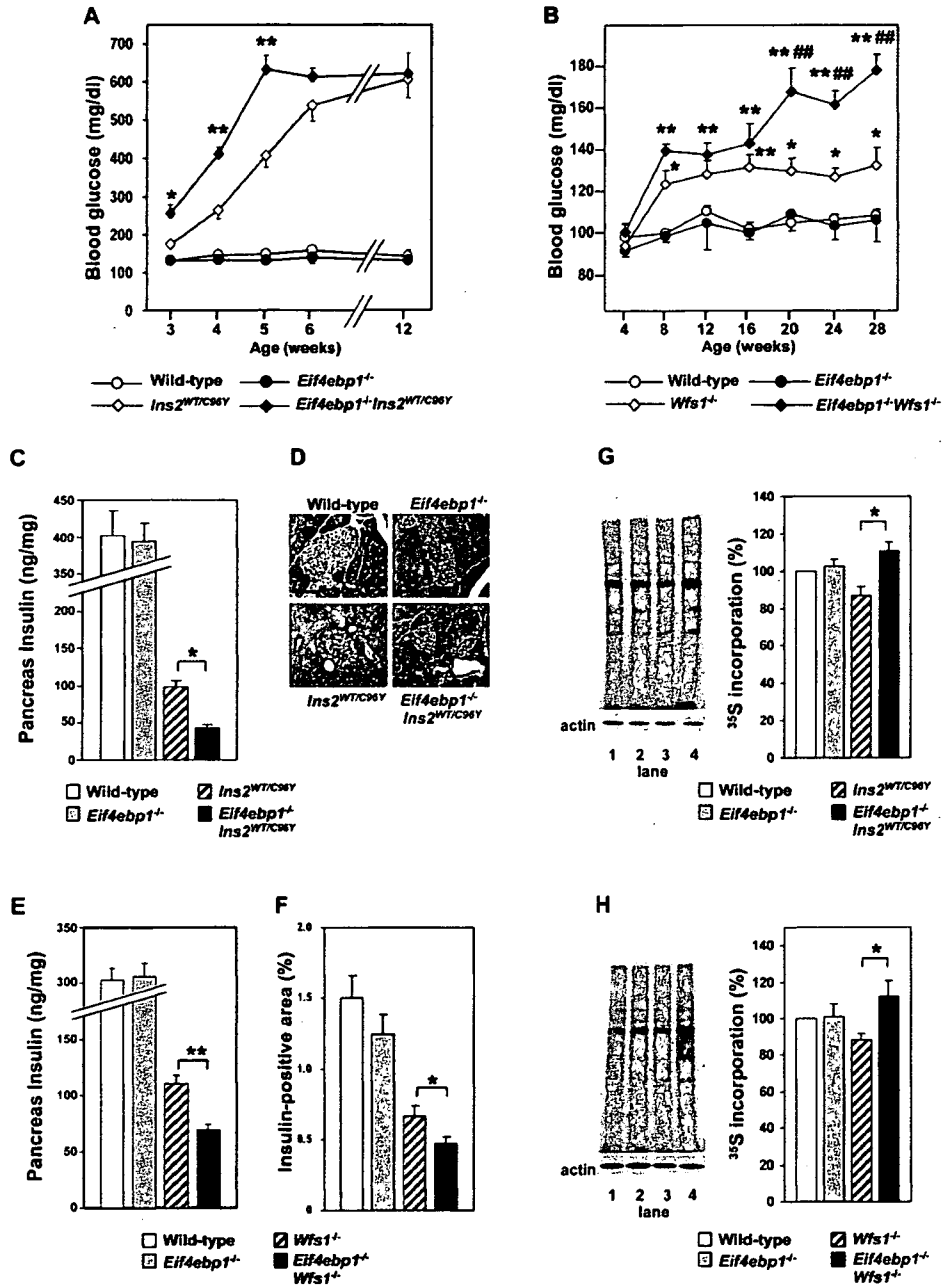 A
Blood glucose (mg/dl)
700
600
500
400
300
200
100
0
*
**
**
3
4
5
6
12
Age (weeks)
Wild-type
Eif4ebp1-/-
Ins2WT/C96Y
Eif4ebp1-/-Ins2WT/C96Y
B
Blood glucose (mg/dl)
180
160
140
120
100
80
**
**
**
** ##
** ##
** ##
*
**
*
*
*
4
8
12
16
20
24
28
Age (weeks)
Wild-type
Eif4ebp1-/-
Wfs1-/-
Eif4ebp1-/-Wfs1-/-
C
Pancreas Insulin (ng/mg)
450
400
350
200
150
100
50
0
*
Wild-type
Ins2WT/C96Y
Eif4ebp1-/-
Eif4ebp1-/-
Ins2WT/C96Y
D
Wild-type
Eif4ebp1-/-
Ins2WT/C96Y
Eif4ebp1-/-
Ins2WT/C96Y
G
actin
1 2 3 4
lane
35S incorporation (%)
140
120
100
80
60
40
20
0
*
Wild-type
Ins2WT/C96Y
Eif4ebp1-/-
Eif4ebp1-/-
Ins2WT/C96Y
E
Pancreas Insulin (ng/mg)
350
300
150
100
50
0
**
F
Insulin-positive area (%)
2.0
1.5
1.0
0.5
0
*
Wild-type
Wfs1-/-
Eif4ebp1-/-
Eif4ebp1-/-
Wfs1-/-
H
actin
1 2 3 4
lane
35S incorporation (%)
140
120
100
80
60
40
20
0
*
Wild-type
Wfs1-/-
Eif4ebp1-/-
Eif4ebp1-/-
Wfs1-/-